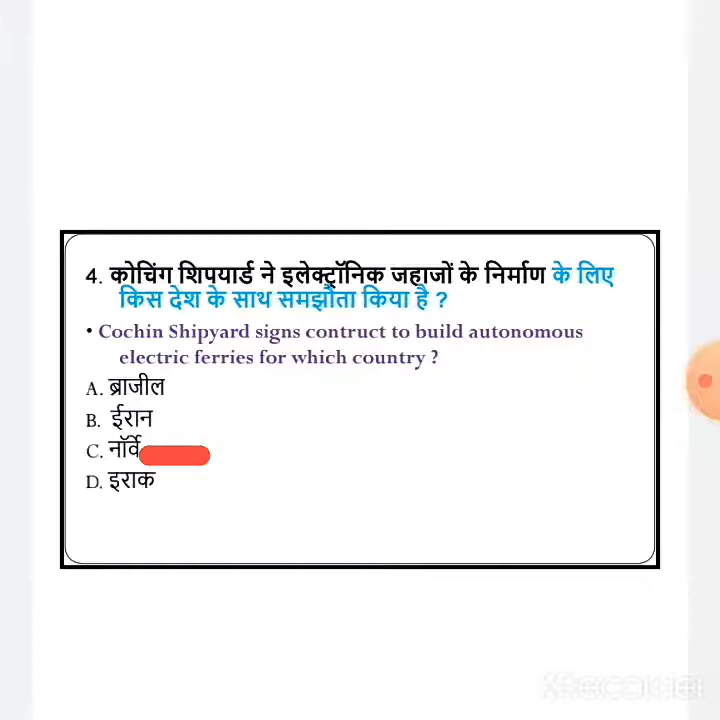 4. कोचिंग शिपयार्ड ने इलेक्ट्रॉनिक जहाजों के निर्माण के लिए
किस देश के साथ समझौता किया है ?
• Cochin Shipyard signs contruct to build autonomous
electric ferries for which country ?
A. ब्राजील
B. ईरान
C. नॉर्वे
D. इराक